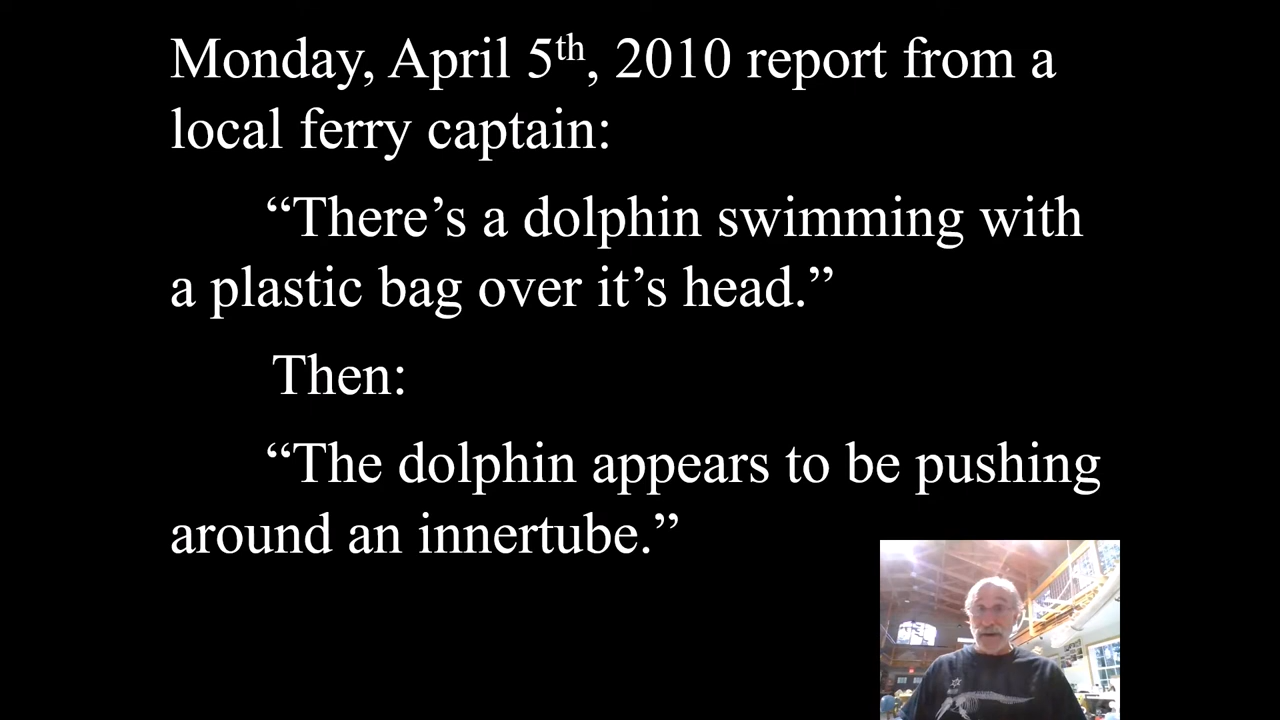 Monday, April 5th, 2010 report from a
local ferry captain:
“There’s a dolphin swimming with
a plastic bag over it’s head.”
Then:
“The dolphin appears to be pushing
around an innertube.”